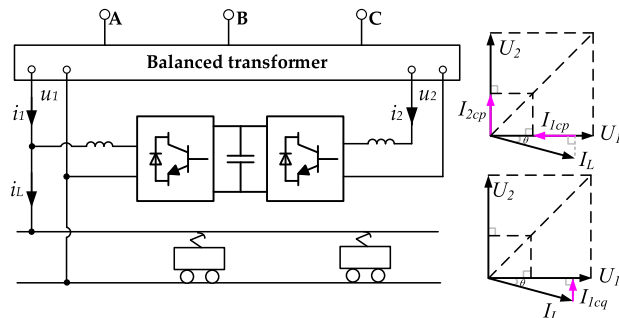 A B C
Balanced transformer
i1 u1 i2 u2
iL
U2
I2cp I1cp U1
θ
IL
U2
U1
θ
I1cq
IL